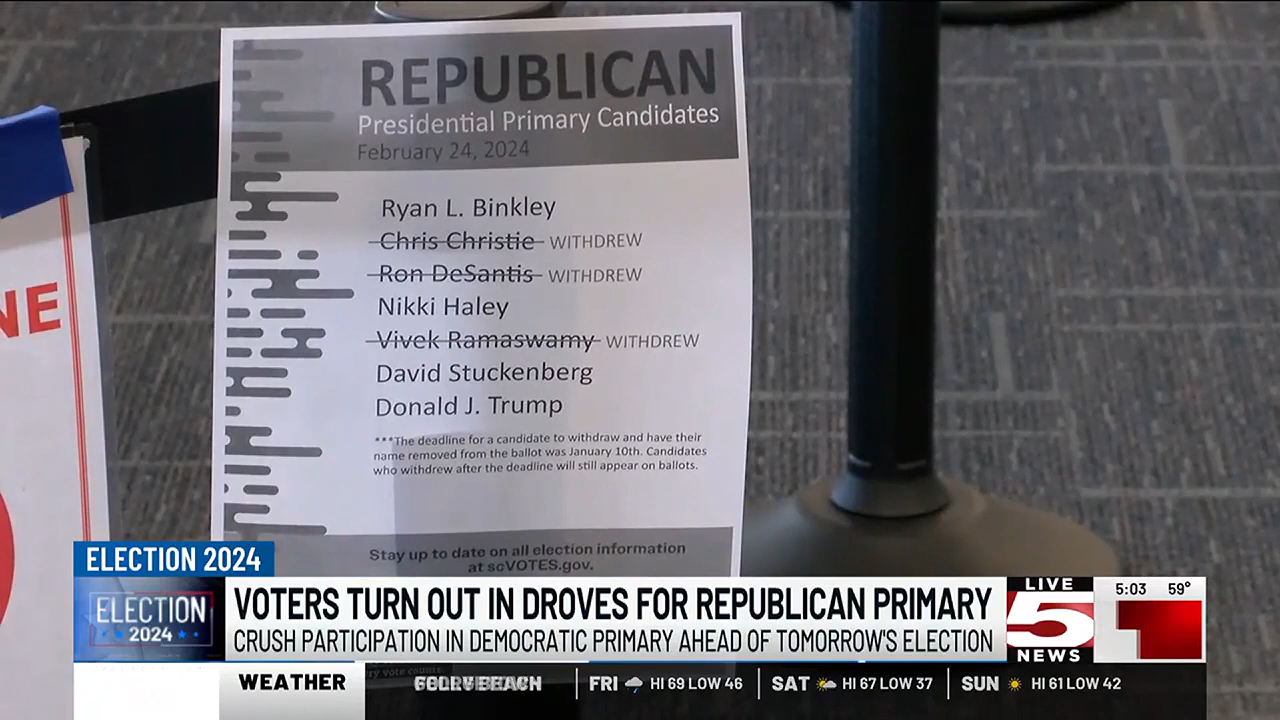 REPUBLICAN
Presidential Primary Candidates
February 24, 2024
Ryan L. Binkley
Chris Christie WITHDREW
Ron DeSantis WITHDREW
Nikki Haley
Vivek Ramaswamy WITHDREW
David Stuckenberg
Donald J. Trump
***The deadline for a candidate to withdraw and have their
name removed from the ballot was January 10th. Candidates
who withdrew after the deadline will still appear on ballots.
Stay up to date on all election information
at scVOTES.gov.
NE
ELECTION 2024
ELECTION
2024
VOTERS TURN OUT IN DROVES FOR REPUBLICAN PRIMARY
CRUSH PARTICIPATION IN DEMOCRATIC PRIMARY AHEAD OF TOMORROW'S ELECTION
LIVE
5
NEWS
5:03 59°
WEATHER
FRI HI 69 LOW 46
SAT HI 67 LOW 37
SUN HI 61 LOW 42